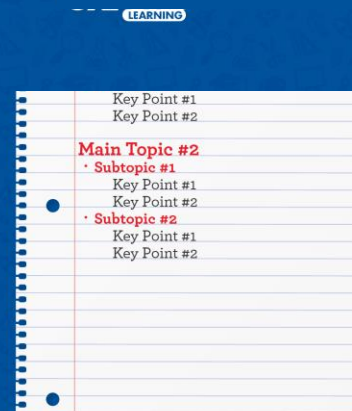 LEARNING
Key Point #1
Key Point #2
Main Topic #2
· Subtopic #1
Key Point #1
Key Point #2
· Subtopic #2
Key Point #1
Key Point #2